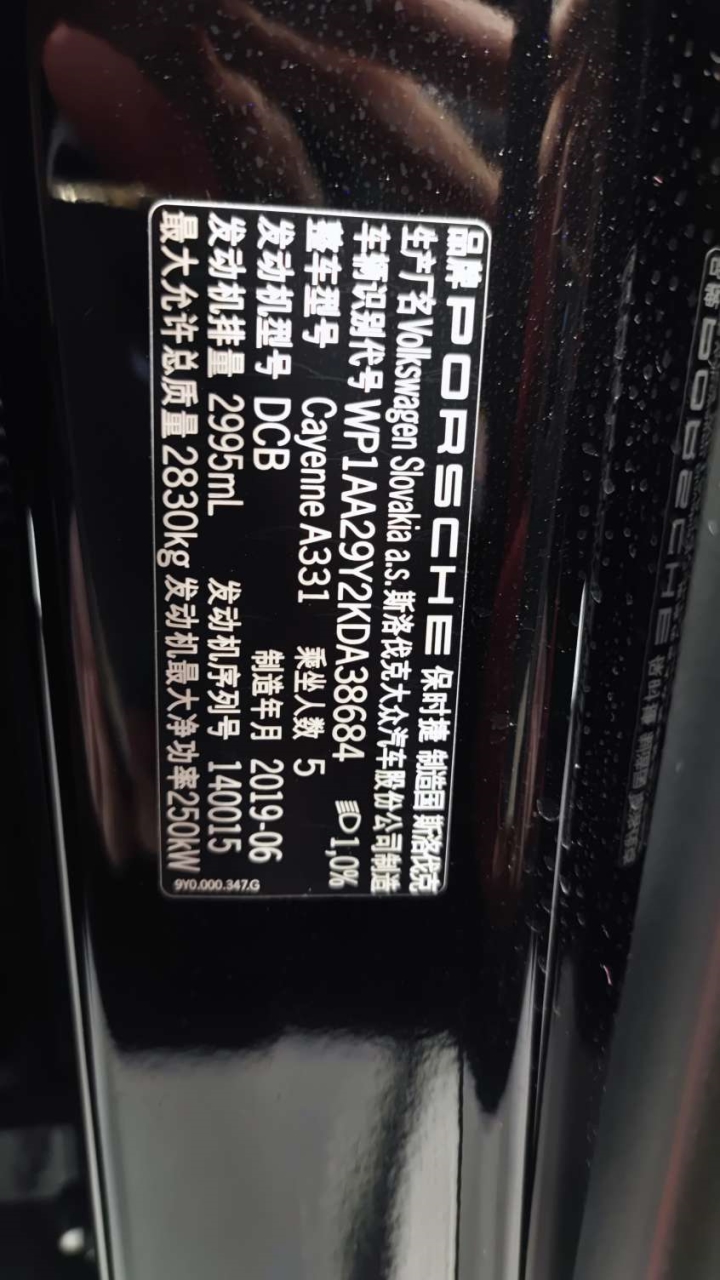 品牌 PORSCHE 保时捷 制造国 斯洛伐克
生产厂名 Volkswagen Slovakia a.s. 斯洛伐克大众汽车股份公司制造
车辆识别代号 WP1AA29Y2KDA38684 1,0%
整车型号 Cayenne A331 乘坐人数 5
发动机型号 DCB 制造年月 2019-06
发动机排量 2995mL 发动机序列号 140015
最大允许总质量 2830kg 发动机最大净功率 250kW
9Y0.000.347.G